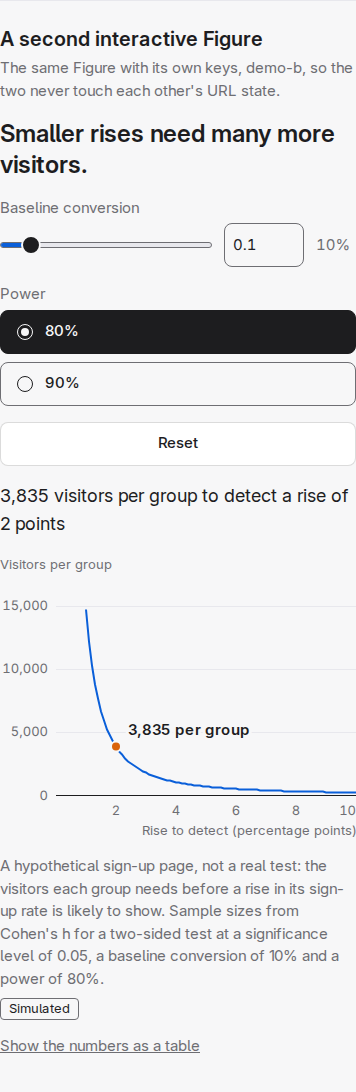 A second interactive Figure
The same Figure with its own keys, demo-b, so the
two never touch each other's URL state.
Smaller rises need many more
visitors.
Baseline conversion
0.1
10%
Power
80%
90%
Reset
3,835 visitors per group to detect a rise of
2 points
Visitors per group
15,000
10,000
5,000
3,835 per group
0
2 4 6 8 10
Rise to detect (percentage points)
A hypothetical sign-up page, not a real test: the
visitors each group needs before a rise in its sign-
up rate is likely to show. Sample sizes from
Cohen's h for a two-sided test at a significance
level of 0.05, a baseline conversion of 10% and a
power of 80%.
Simulated
Show the numbers as a table